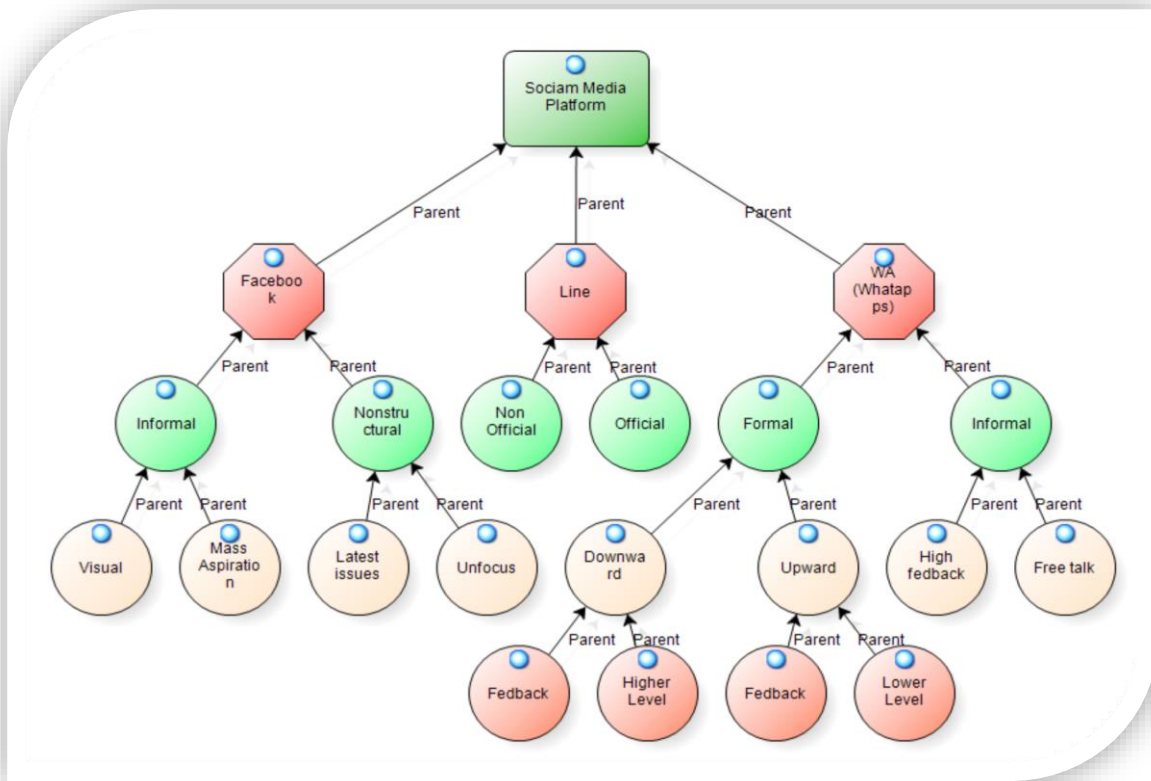 Sociam Media
Platform
Parent
Parent
Parent
Faceboo
k
Line
WA
(Whatap
ps)
Parent
Parent
Parent
Parent
Parent
Parent
Informal
Nonstru
ctural
Non
Official
Official
Formal
Informal
Parent
Parent
Parent
Parent
Parent
Parent
Parent
Parent
Visual
Mass
Aspiratio
n
Latest
issues
Unfocus
Downwa
rd
Upward
High
fedback
Free talk
Parent
Parent
Parent
Parent
Fedback
Higher
Level
Fedback
Lower
Level